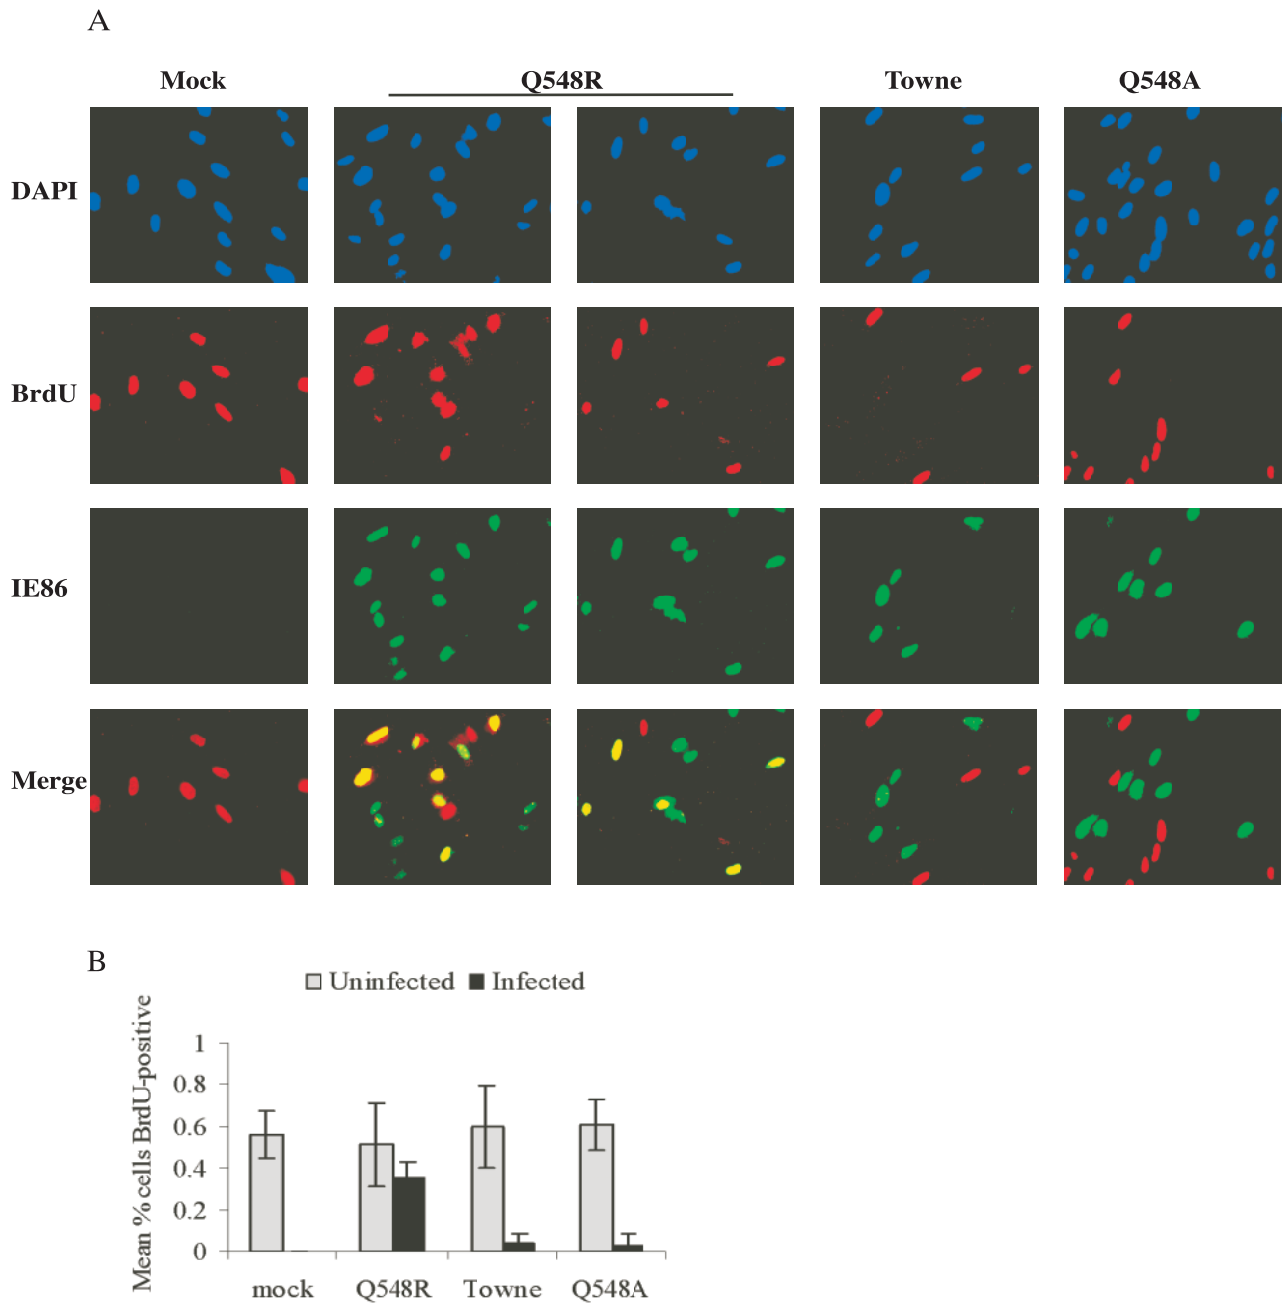 A
Mock Q548R Towne Q548A
DAPI
BrdU
IE86
Merge
B
Uninfected Infected
Mean % cells BrdU-positive
1
0.8
0.6
0.4
0.2
0
mock Q548R Towne Q548A